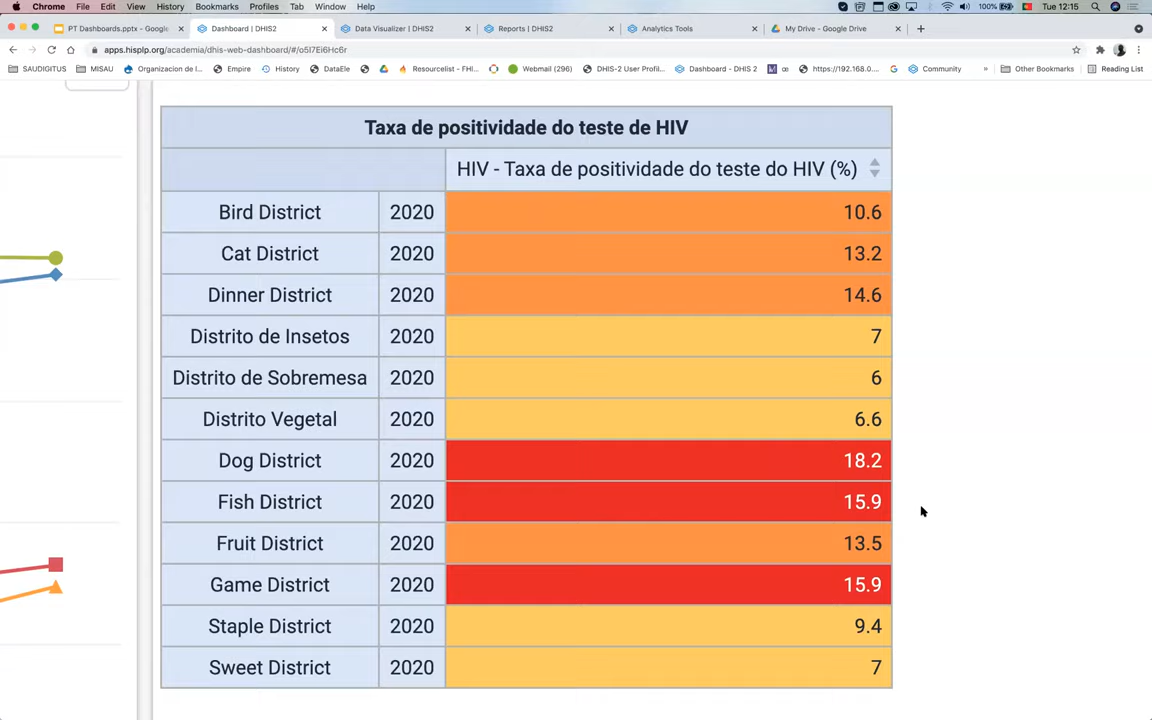 Chrome File Edit View History Bookmarks Profiles Tab Window Help 100% Tue 12:15
PT Dashboards.pptx - Google Dashboard | DHIS2 Data Visualizer | DHIS2 Reports | DHIS2 Analytics Tools My Drive - Google Drive
apps.hisplp.org/academia/dhis-web-dashboard/#/o5I7Ei6Hc6r
SAUDIGITUS MISAU Organizacion de I... Empire History DataEle Resourcelist - FHI... Webmail (296) DHIS-2 User Profil... Dashboard - DHIS 2 https://192.168.0.... Community » Other Bookmarks Reading List
Taxa de positividade do teste de HIV
HIV - Taxa de positividade do teste do HIV (%)
Bird District 2020 10.6
Cat District 2020 13.2
Dinner District 2020 14.6
Distrito de Insetos 2020 7
Distrito de Sobremesa 2020 6
Distrito Vegetal 2020 6.6
Dog District 2020 18.2
Fish District 2020 15.9
Fruit District 2020 13.5
Game District 2020 15.9
Staple District 2020 9.4
Sweet District 2020 7